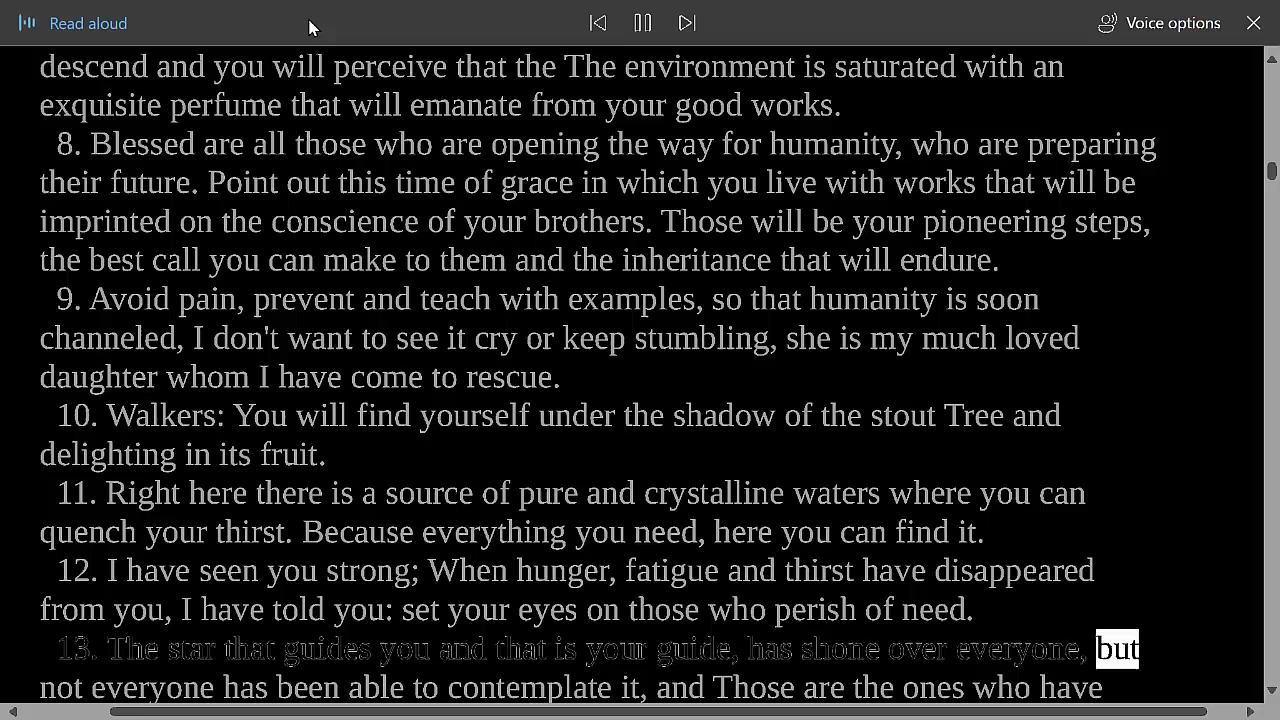 Read aloud
Voice options
descend and you will perceive that the The environment is saturated with an
exquisite perfume that will emanate from your good works.
8. Blessed are all those who are opening the way for humanity, who are preparing
their future. Point out this time of grace in which you live with works that will be
imprinted on the conscience of your brothers. Those will be your pioneering steps,
the best call you can make to them and the inheritance that will endure.
9. Avoid pain, prevent and teach with examples, so that humanity is soon
channeled, I don't want to see it cry or keep stumbling, she is my much loved
daughter whom I have come to rescue.
10. Walkers: You will find yourself under the shadow of the stout Tree and
delighting in its fruit.
11. Right here there is a source of pure and crystalline waters where you can
quench your thirst. Because everything you need, here you can find it.
12. I have seen you strong; When hunger, fatigue and thirst have disappeared
from you, I have told you: set your eyes on those who perish of need.
13. The star that guides you and that is your guide, has shone over everyone, but
not everyone has been able to contemplate it, and Those are the ones who have